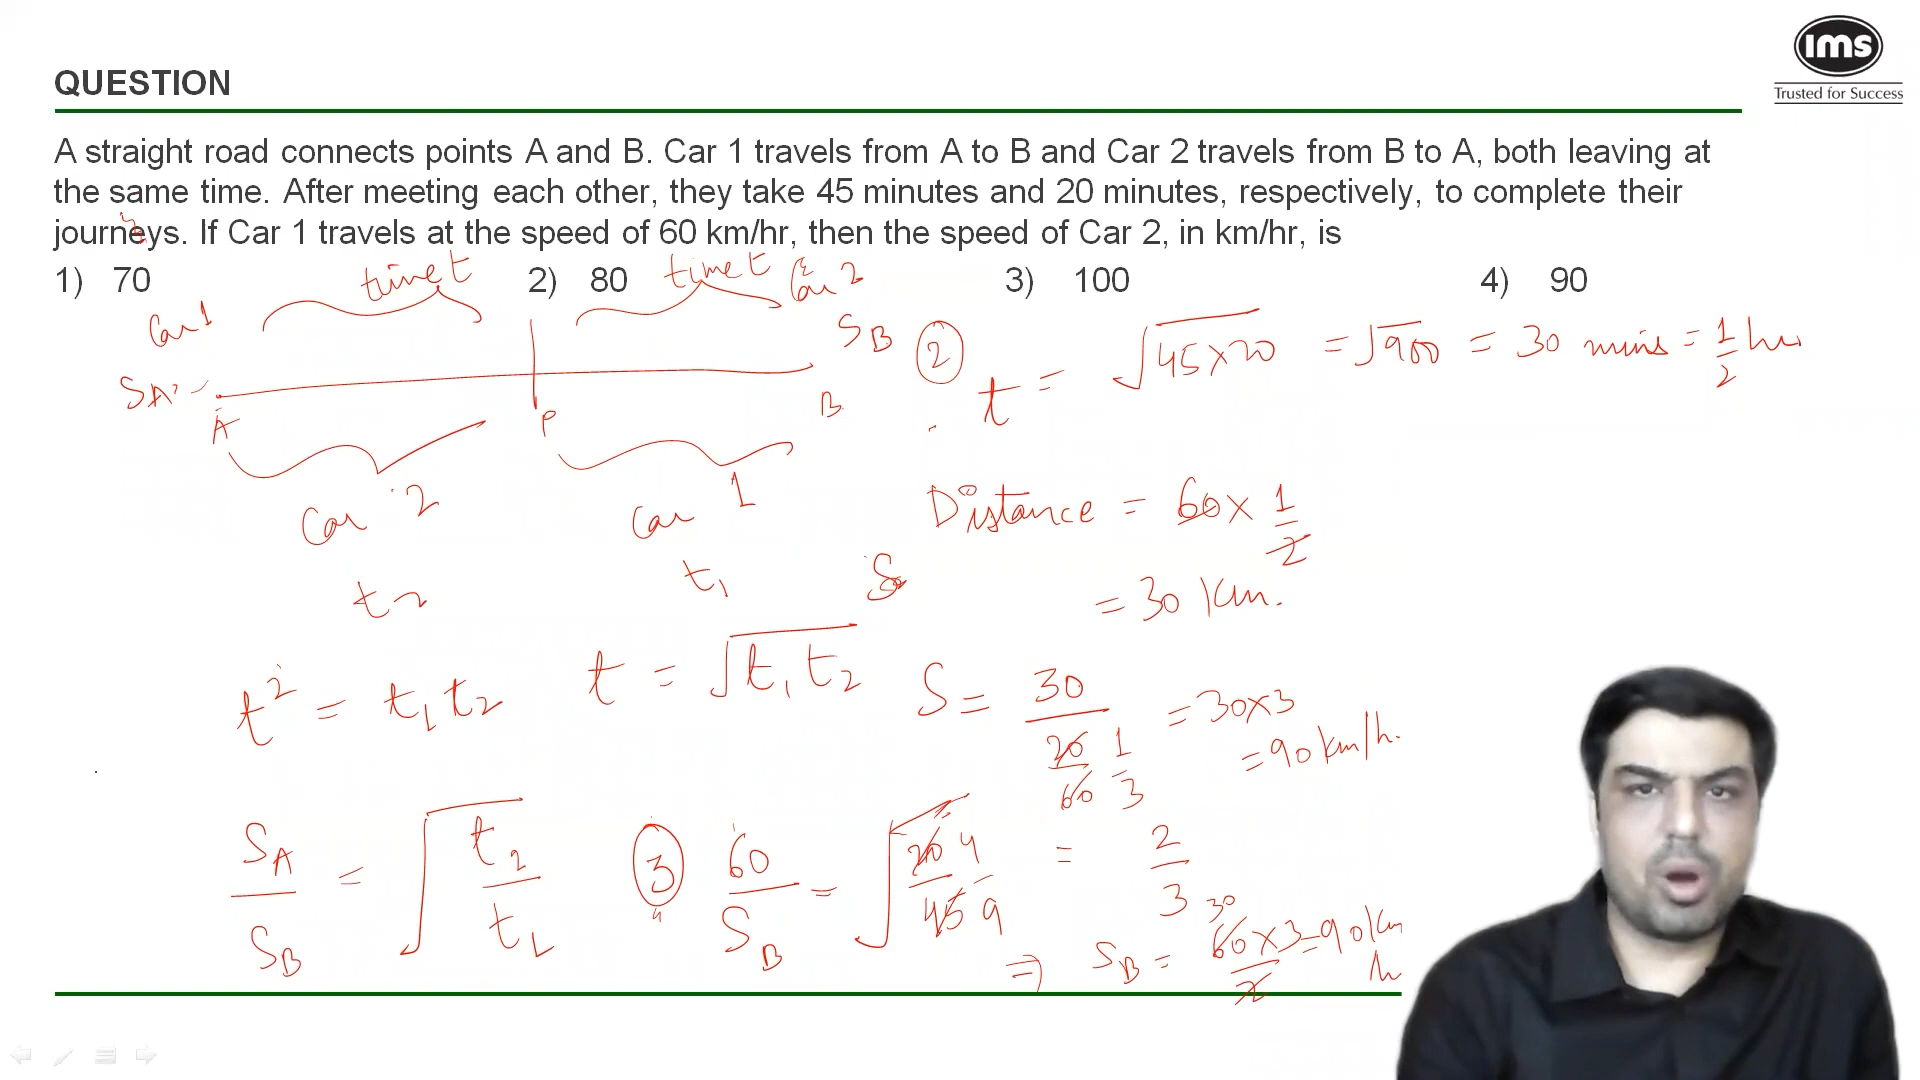 ims
Trusted for Success
QUESTION
A straight road connects points A and B. Car 1 travels from A to B and Car 2 travels from B to A, both leaving at
the same time. After meeting each other, they take 45 minutes and 20 minutes, respectively, to complete their
journeys. If Car 1 travels at the speed of 60 km/hr, then the speed of Car 2, in km/hr, is
1) 70 2) 80 3) 100 4) 90
time t time t Car 2
Car 1
S_A
S_B
A P B
Car 2 Car 1
t_2 t_1
S
t^2 = t_1 t_2 t = √(t_1 t_2)
S_A/S_B = √(t_2/t_1)
② t = √(45×20) = √900 = 30 mins = 1/2 hr
Distance = 60 × 1/2
= 30 km.
S = 30/(20/60) 1/3 = 30×3
= 90 km/h.
③ 60/S_B = √(20/45) 4/9 = 2/3
⇒ S_B = 60×3/2 30 = 90 km/h